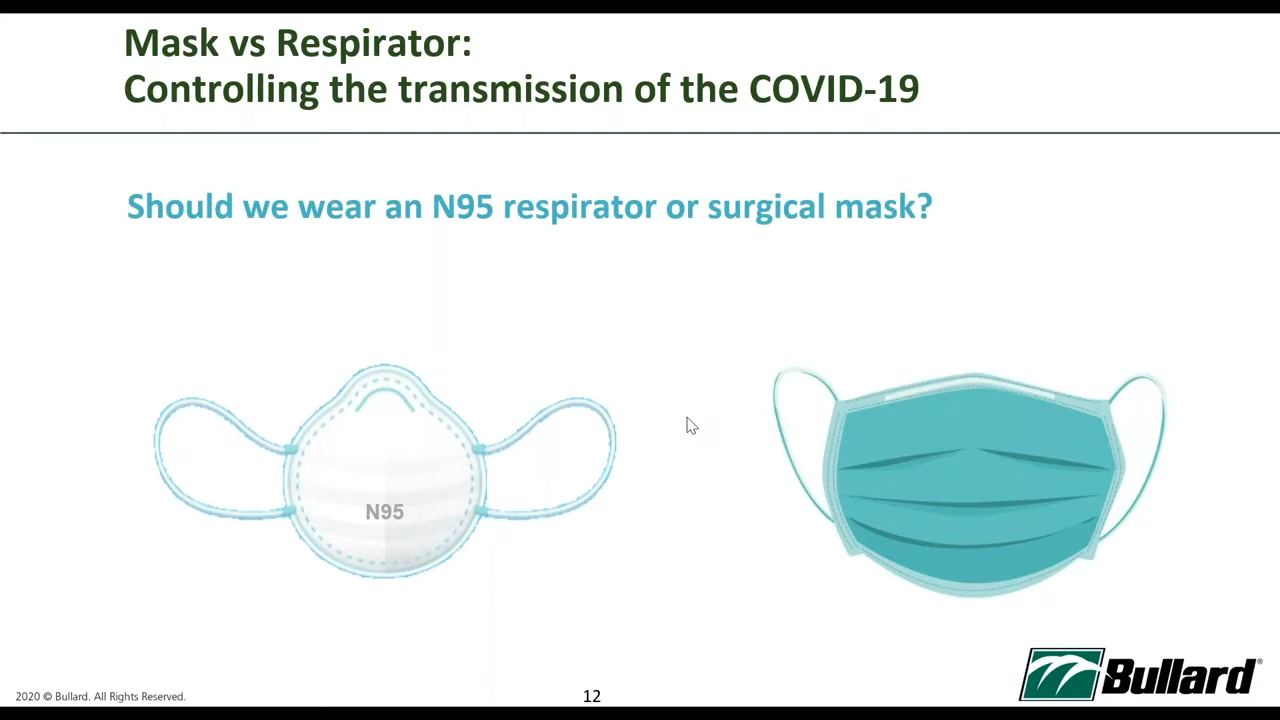 Mask vs Respirator:
Controlling the transmission of the COVID-19
Should we wear an N95 respirator or surgical mask?
N95
2020 © Bullard. All Rights Reserved.
12
Bullard®